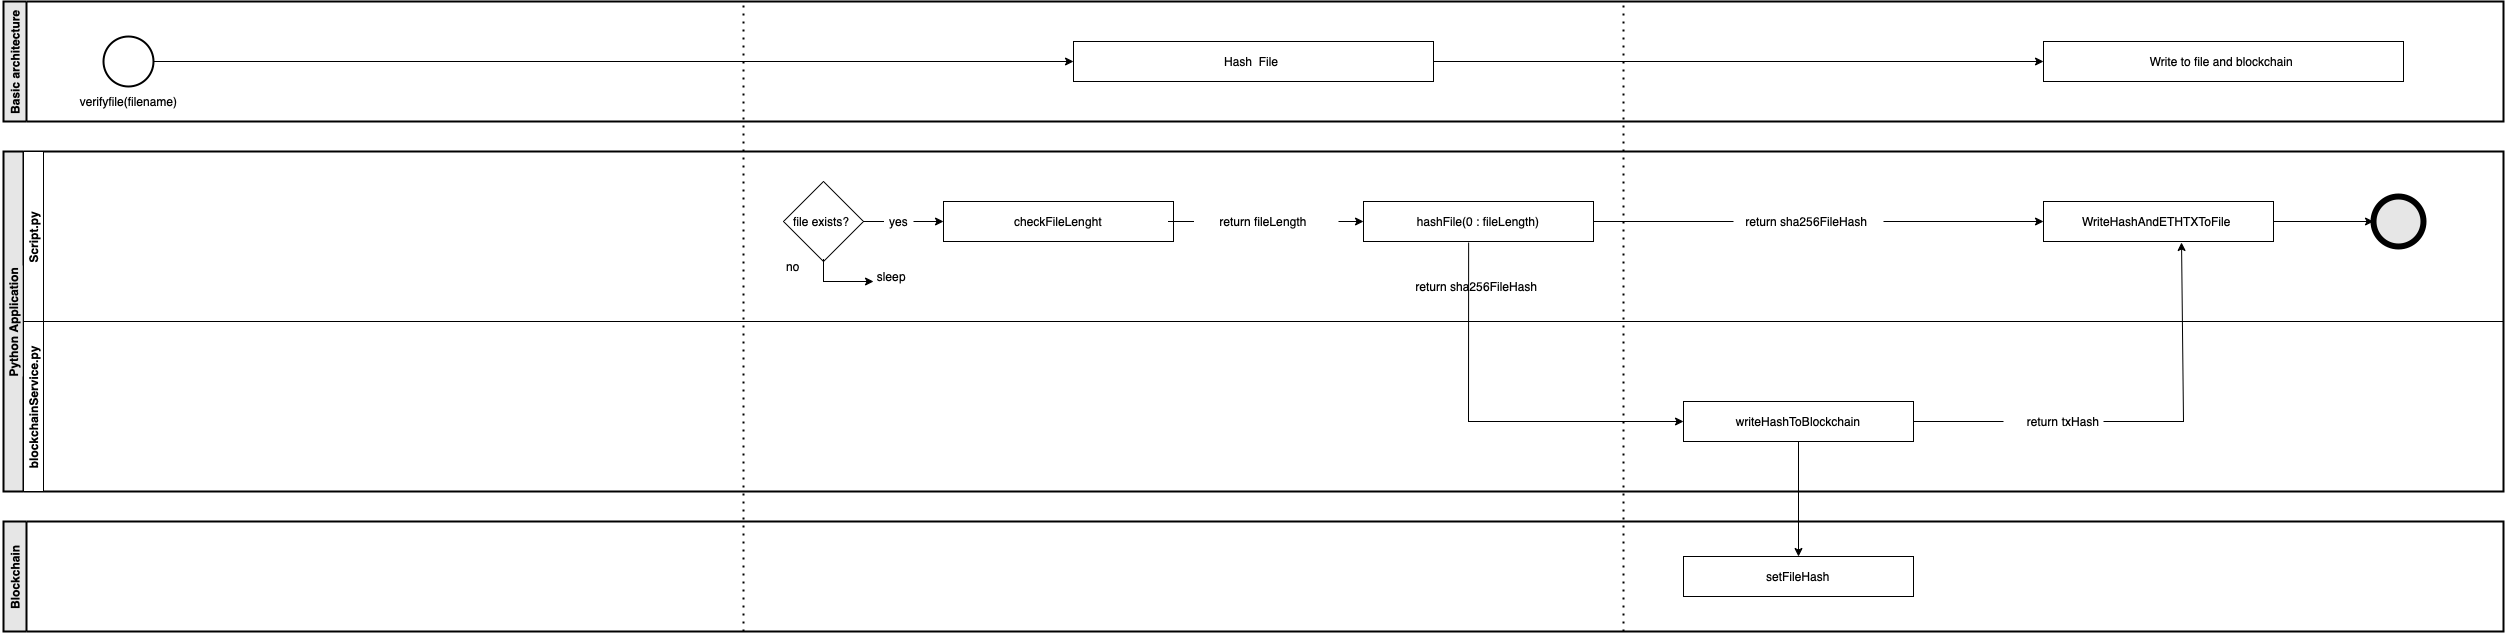 Basic architecture
verifyfile(filename)
Hash File
Write to file and blockchain
Python Application
Script.py
file exists?
yes
no
sleep
checkFileLenght
return fileLength
hashFile(0 : fileLength)
return sha256FileHash
return sha256FileHash
WriteHashAndETHTXToFile
blockchainService.py
writeHashToBlockchain
return txHash
Blockchain
setFileHash